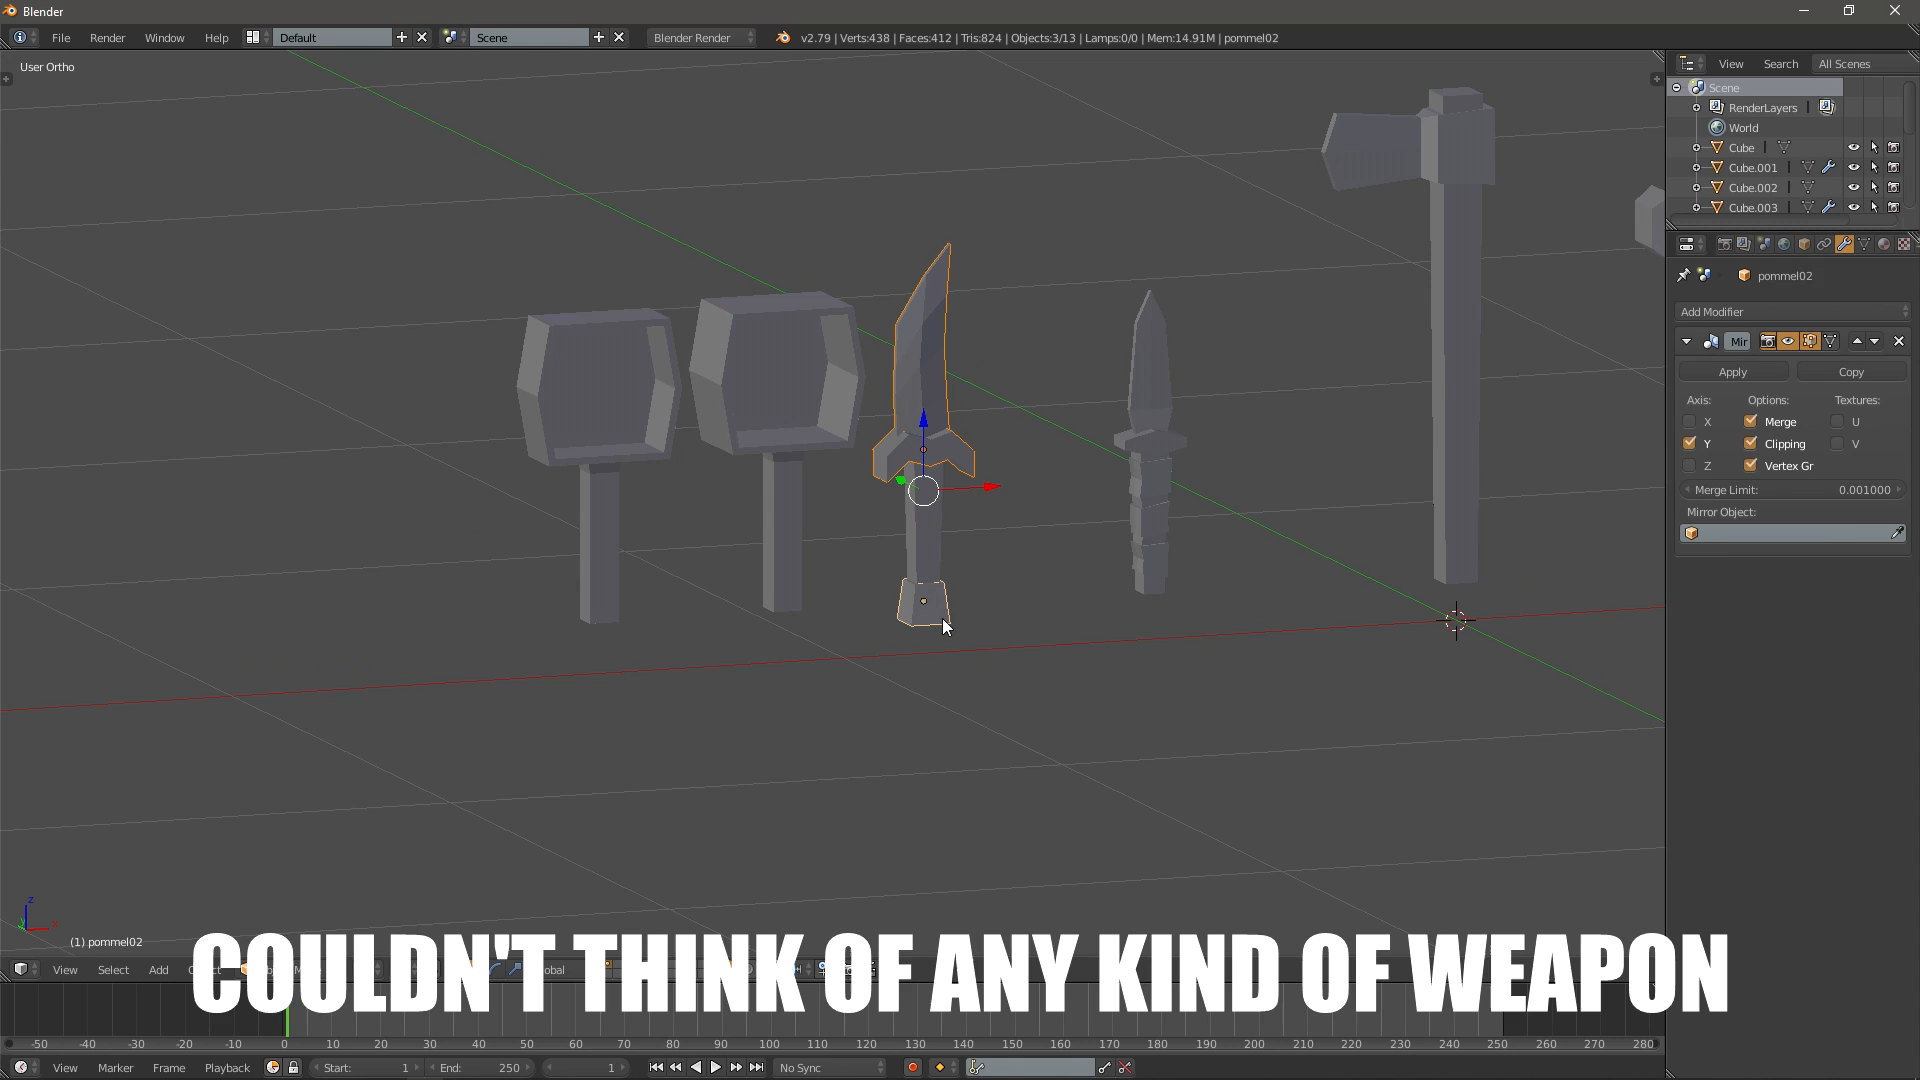 Blender
File Render Window Help Default Scene Blender Render v2.79 | Verts:438 | Faces:412 | Tris:824 | Objects:3/13 | Lamps:0/0 | Mem:14.91M | pommel02
User Ortho
View Search All Scenes
Scene
RenderLayers
World
Cube
Cube.001
Cube.002
Cube.003
pommel02
Add Modifier
Mir
Apply Copy
Axis: Options: Textures:
X Merge U
Y Clipping V
Z Vertex Gr
Merge Limit: 0.001000
Mirror Object:
z
(1) pommel02
View Select Add
COULDN'T THINK OF ANY KIND OF WEAPON
-50 -40 -30 -20 -10 0 10 20 30 40 50 60 70 80 90 100 110 120 130 140 150 160 170 180 190 200 210 220 230 240 250 260 270 280
View Marker Frame Playback Start: 1 End: 250 1 No Sync